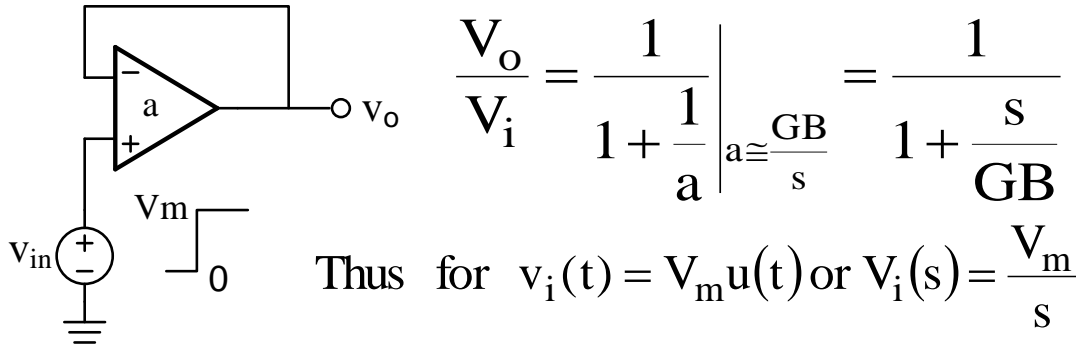 − a + v_o
V_o/V_i = 1/(1 + 1/a) |_{a≅GB/s} = 1/(1 + s/GB)
Vm
0
v_in + −
Thus for v_i(t) = V_m u(t) or V_i(s) = V_m/s